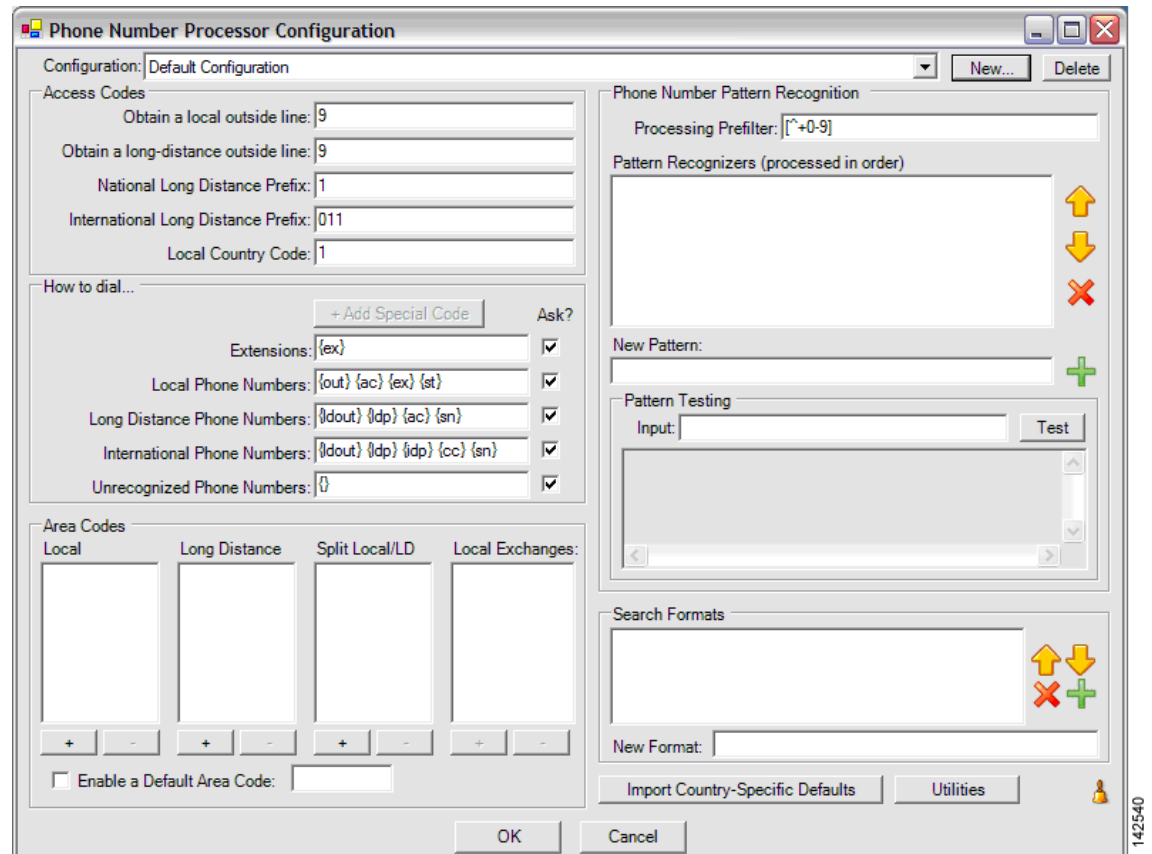 Phone Number Processor Configuration
Configuration: Default Configuration
New...
Delete
Access Codes
Obtain a local outside line: 9
Obtain a long-distance outside line: 9
National Long Distance Prefix: 1
International Long Distance Prefix: 011
Local Country Code: 1
How to dial...
+ Add Special Code
Ask?
Extensions: {ex}
Local Phone Numbers: {out} {ac} {ex} {st}
Long Distance Phone Numbers: {ldout} {ldp} {ac} {sn}
International Phone Numbers: {ldout} {ldp} {idp} {cc} {sn}
Unrecognized Phone Numbers: {}
Area Codes
Local
Long Distance
Split Local/LD
Local Exchanges:
+ - + - + - + -
Enable a Default Area Code:
Phone Number Pattern Recognition
Processing Prefilter: [^+0-9]
Pattern Recognizers (processed in order)
New Pattern:
Pattern Testing
Input:
Test
Search Formats
New Format:
Import Country-Specific Defaults
Utilities
OK
Cancel
142540